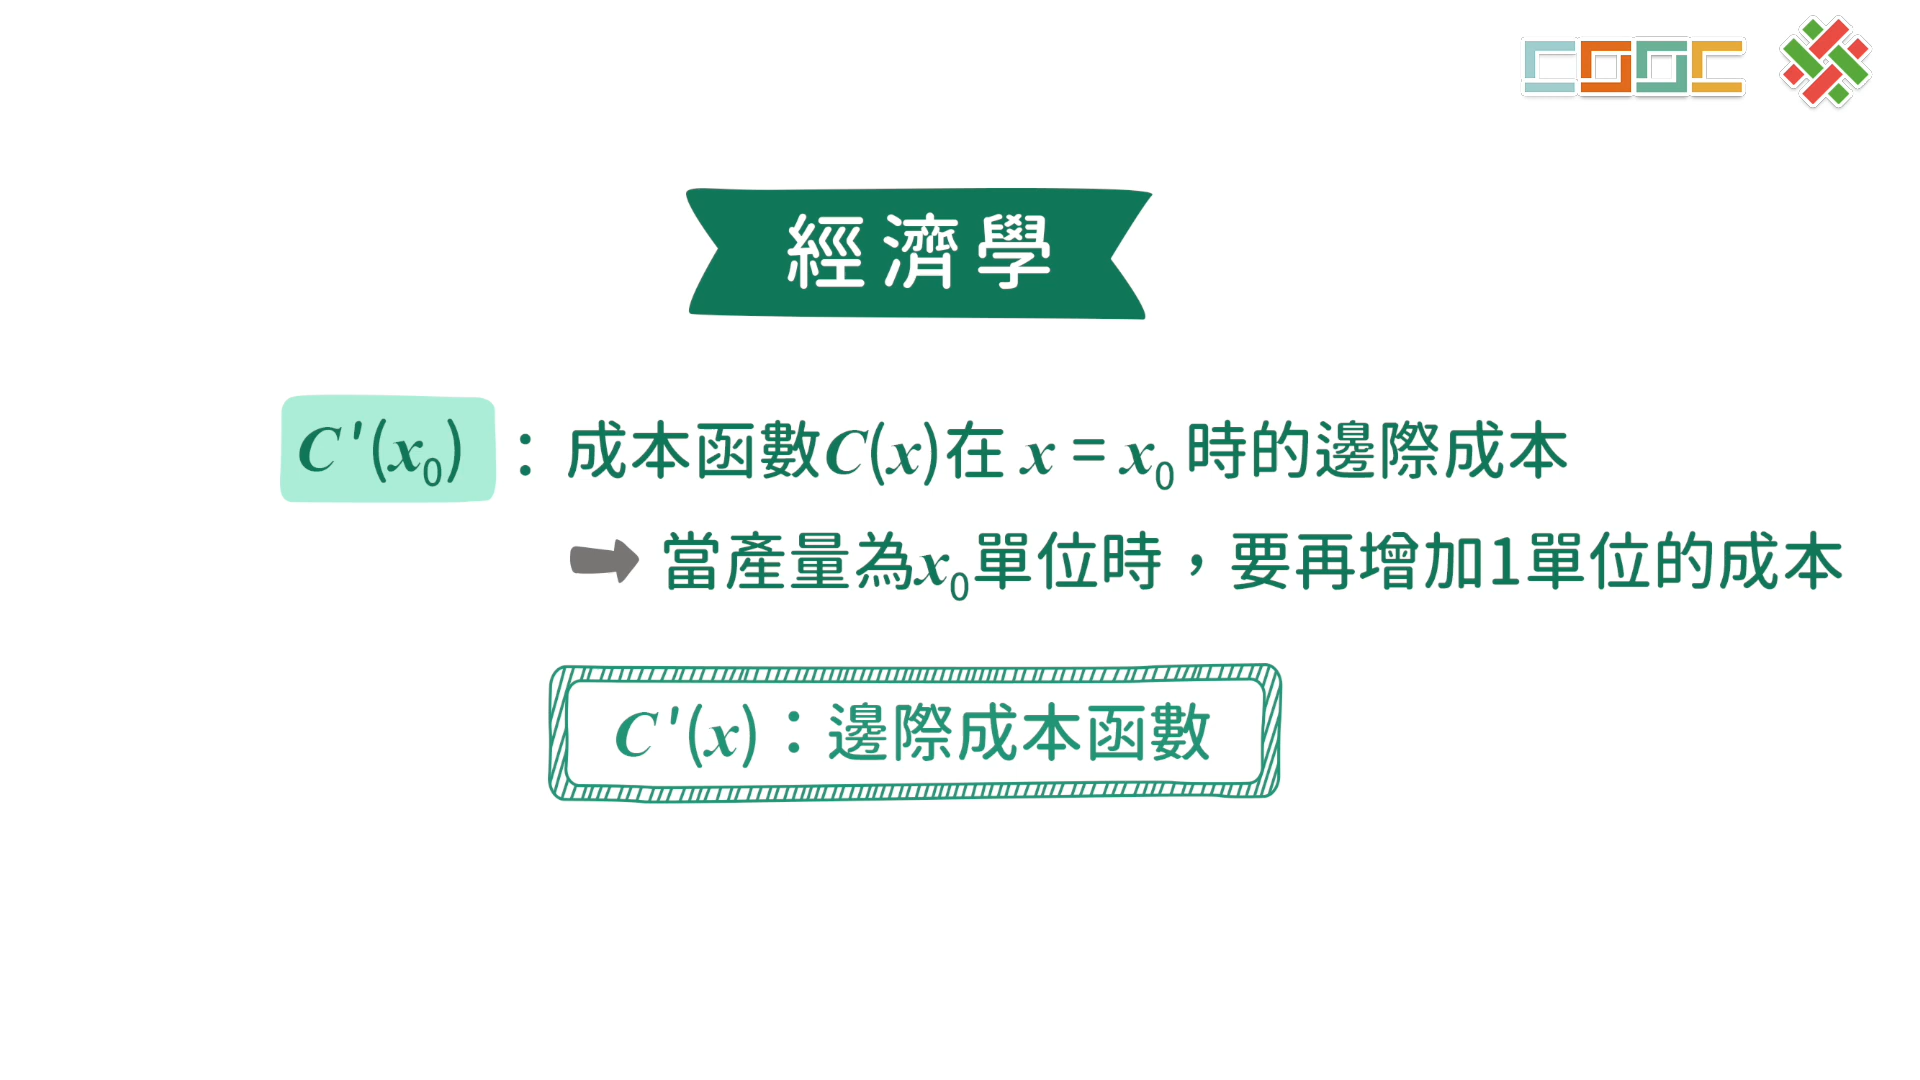 COOC
經濟學
C'(x₀)：成本函數C(x)在 x = x₀ 時的邊際成本
當產量為x₀單位時，要再增加1單位的成本
C'(x)：邊際成本函數